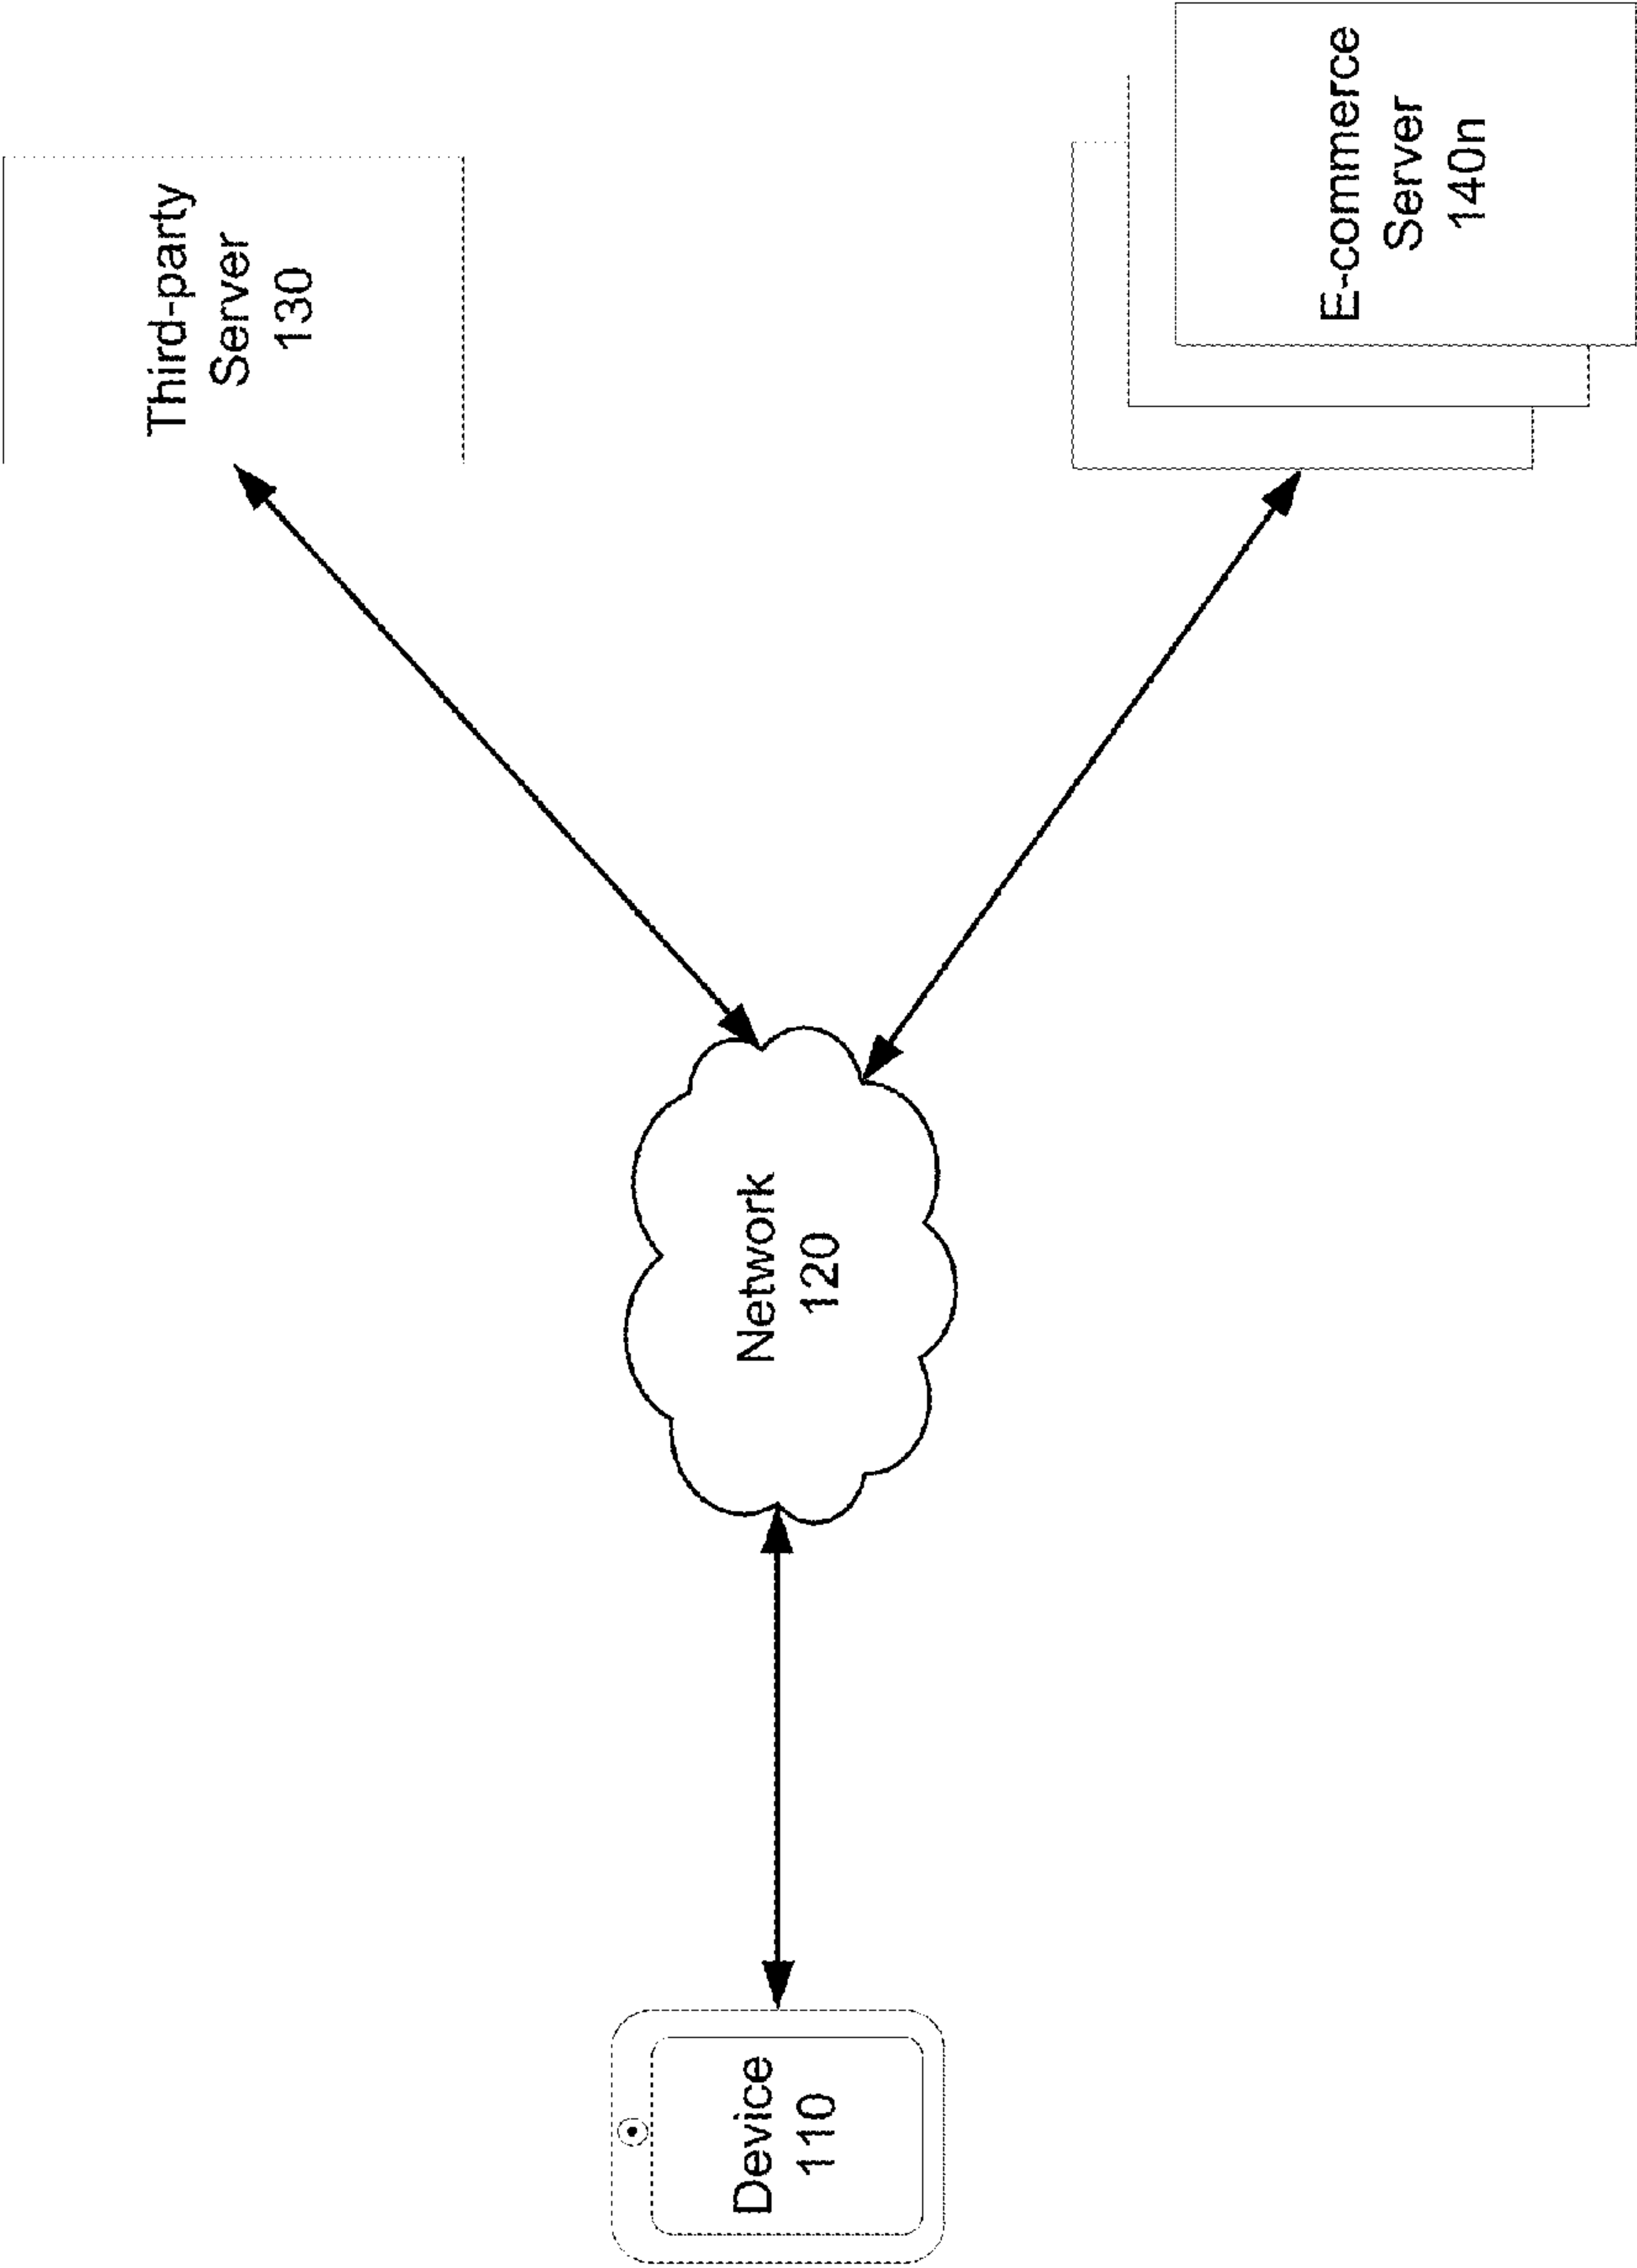 Third-party
Server
130
E-commerce
Server
140n
Network
120
Device
110